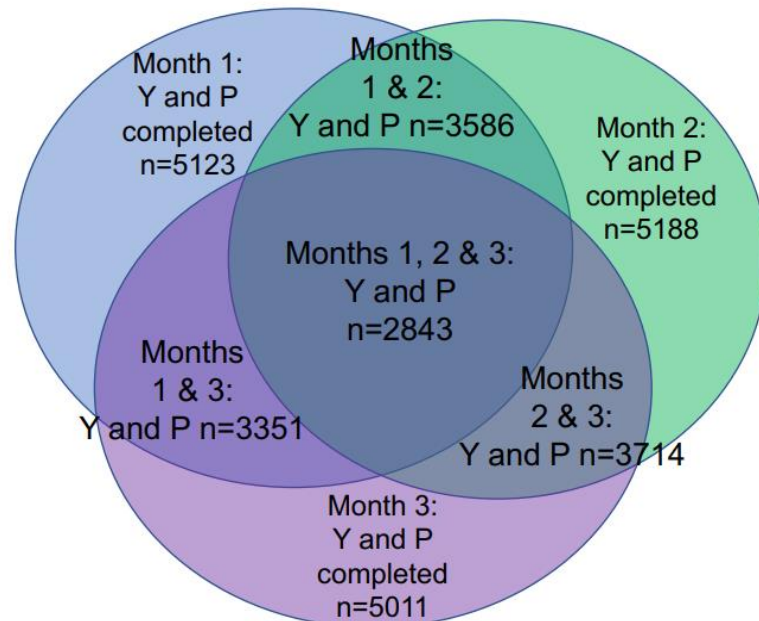 Month 1:
Y and P
completed
n=5123
Months
1 & 2:
Y and P n=3586
Month 2:
Y and P
completed
n=5188
Months 1, 2 & 3:
Y and P
n=2843
Months
1 & 3:
Y and P n=3351
Months
2 & 3:
Y and P n=3714
Month 3:
Y and P
completed
n=5011